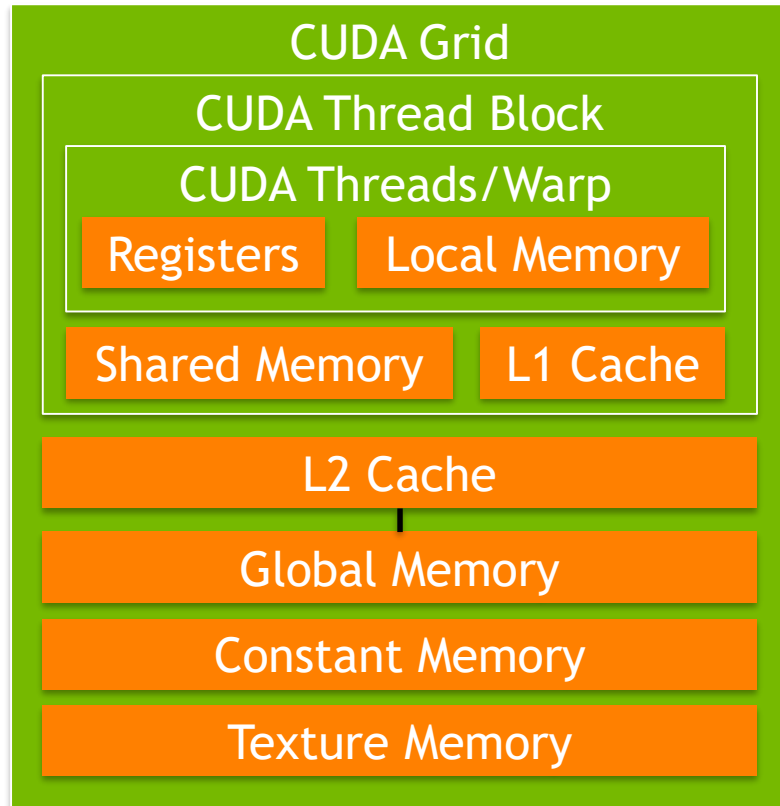 CUDA Grid
CUDA Thread Block
CUDA Threads/Warp
Registers
Local Memory
Shared Memory
L1 Cache
L2 Cache
Global Memory
Constant Memory
Texture Memory